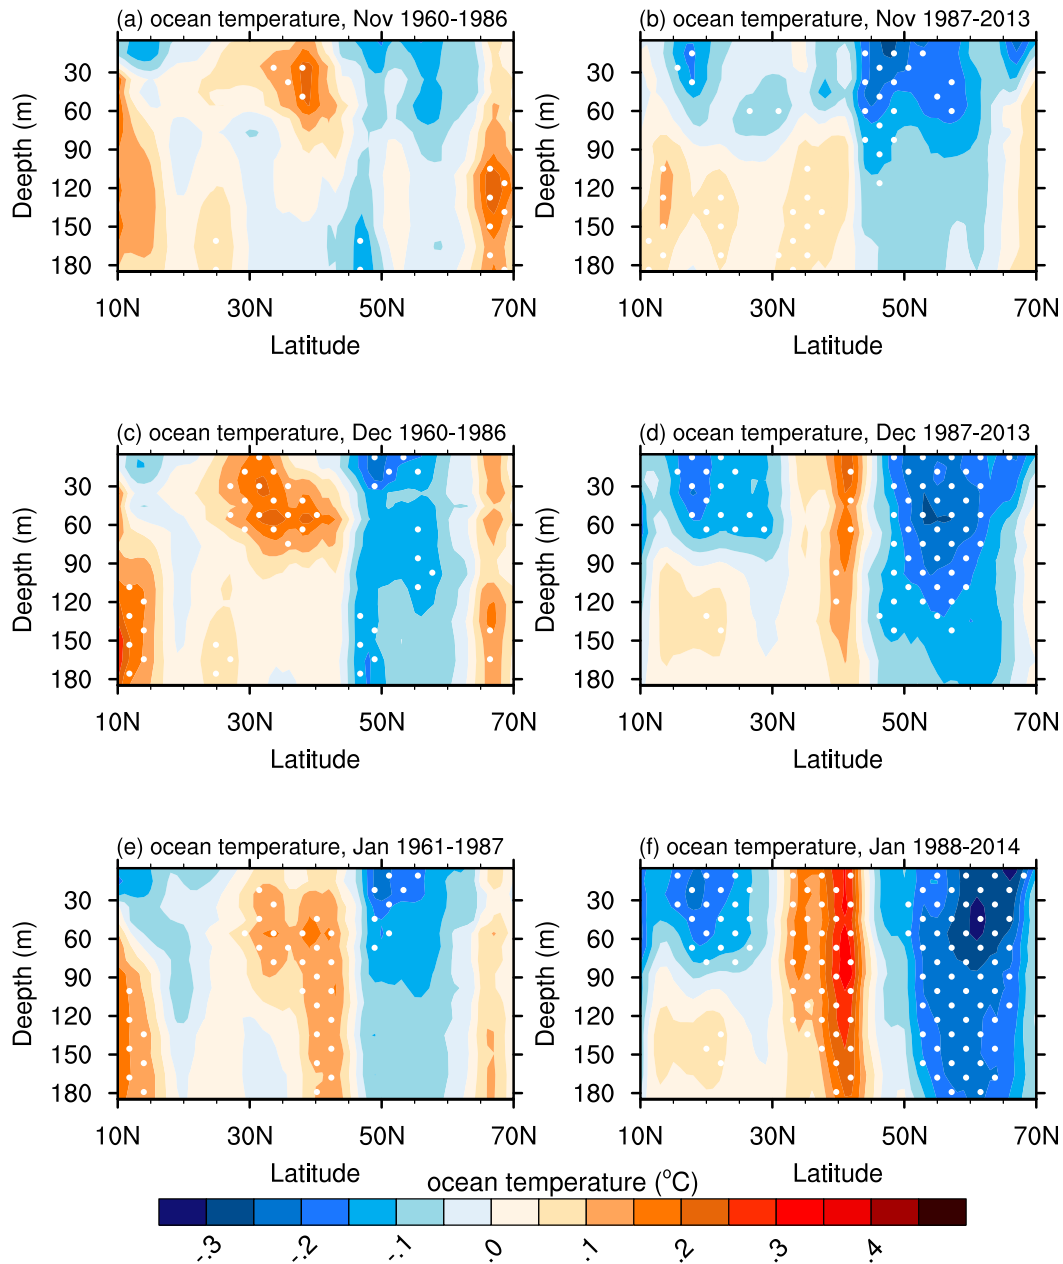 (a) ocean temperature, Nov 1960-1986
(b) ocean temperature, Nov 1987-2013
30
60
90
120
150
180
Deepth (m)
10N 30N 50N 70N
Latitude
30
60
90
120
150
180
Deepth (m)
10N 30N 50N 70N
Latitude
(c) ocean temperature, Dec 1960-1986
(d) ocean temperature, Dec 1987-2013
30
60
90
120
150
180
Deepth (m)
10N 30N 50N 70N
Latitude
30
60
90
120
150
180
Deepth (m)
10N 30N 50N 70N
Latitude
(e) ocean temperature, Jan 1961-1987
(f) ocean temperature, Jan 1988-2014
30
60
90
120
150
180
Deepth (m)
10N 30N 50N 70N
Latitude
30
60
90
120
150
180
Deepth (m)
10N 30N 50N 70N
Latitude
ocean temperature (°C)
-.3 -.2 -.1 .0 .1 .2 .3 .4